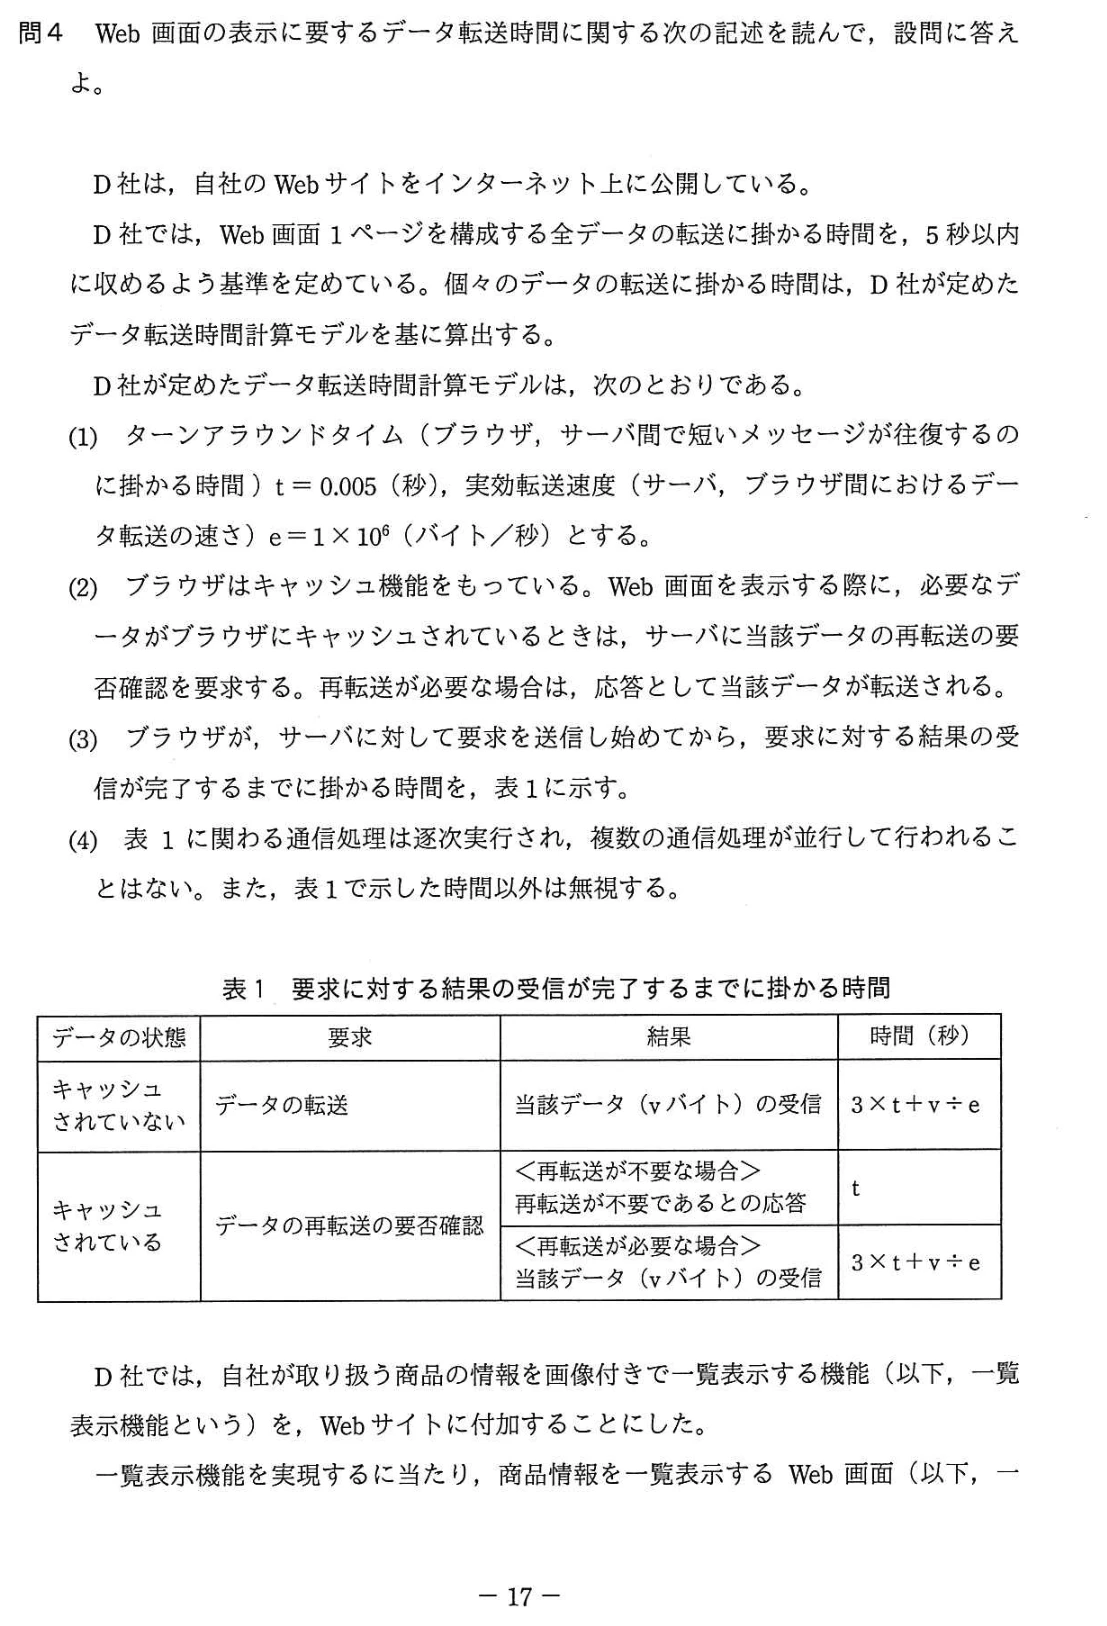 問4 Web 画面の表示に要するデータ転送時間に関する次の記述を読んで，設問に答え
よ。
D 社は，自社の Web サイトをインターネット上に公開している。
D 社では，Web 画面 1 ページを構成する全データの転送に掛かる時間を，5 秒以内
に収めるよう基準を定めている。個々のデータの転送に掛かる時間は，D 社が定めた
データ転送時間計算モデルを基に算出する。
D 社が定めたデータ転送時間計算モデルは，次のとおりである。
(1) ターンアラウンドタイム（ブラウザ，サーバ間で短いメッセージが往復するの
に掛かる時間）t＝0.005（秒），実効転送速度（サーバ，ブラウザ間におけるデー
タ転送の速さ）e＝1×10⁶（バイト／秒）とする。
(2) ブラウザはキャッシュ機能をもっている。Web 画面を表示する際に，必要なデ
ータがブラウザにキャッシュされているときは，サーバに当該データの再転送の要
否確認を要求する。再転送が必要な場合は，応答として当該データが転送される。
(3) ブラウザが，サーバに対して要求を送信し始めてから，要求に対する結果の受
信が完了するまでに掛かる時間を，表1に示す。
(4) 表 1 に関わる通信処理は逐次実行され，複数の通信処理が並行して行われるこ
とはない。また，表1で示した時間以外は無視する。
表1 要求に対する結果の受信が完了するまでに掛かる時間
データの状態 要求 結果 時間（秒）
キャッシュ
されていない データの転送 当該データ（v バイト）の受信 3×t＋v÷e
キャッシュ
されている データの再転送の要否確認
＜再転送が不要な場合＞
再転送が不要であるとの応答 t
＜再転送が必要な場合＞
当該データ（v バイト）の受信 3×t＋v÷e
D 社では，自社が取り扱う商品の情報を画像付きで一覧表示する機能（以下，一覧
表示機能という）を，Web サイトに付加することにした。
一覧表示機能を実現するに当たり，商品情報を一覧表示する Web 画面（以下，一
－ 17 －